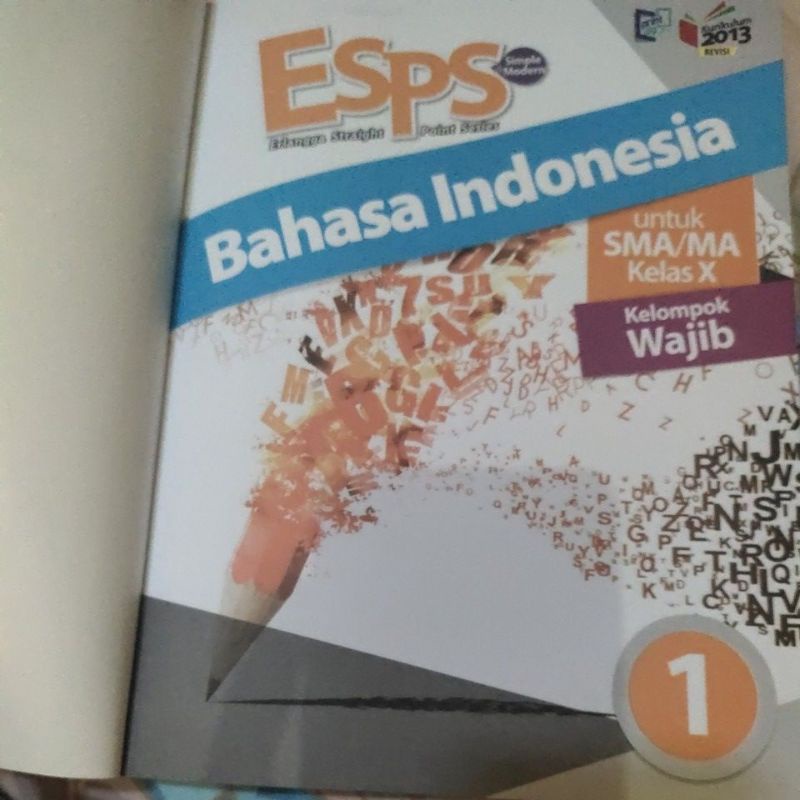 print
Kurikulum
2013
REVISI
ESPS
Simple
Modern
Erlangga Straight Point Series
Bahasa Indonesia
untuk
SMA/MA
Kelas X
Kelompok
Wajib
1